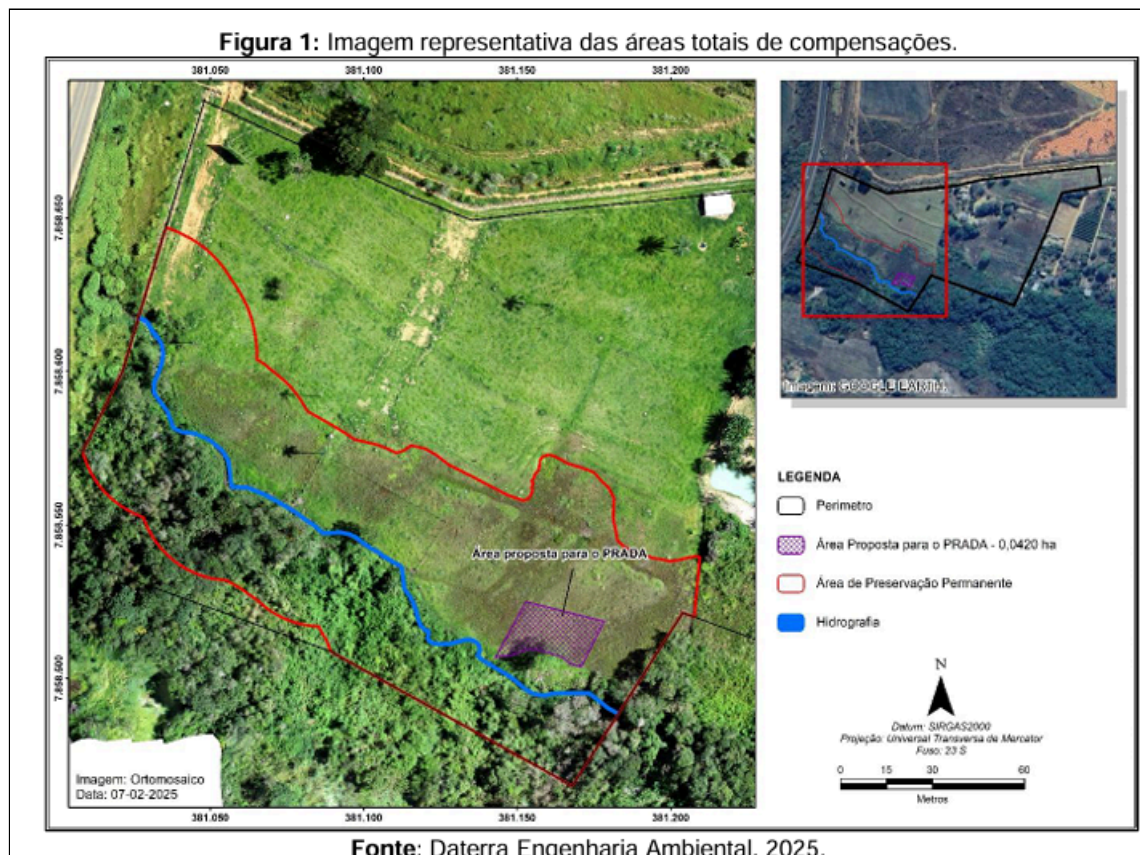 Figura 1: Imagem representativa das áreas totais de compensações.
381.050 381.100 381.150 381.200
7.858.650
7.858.600
7.858.550
7.858.500
Área proposta para o PRADA
Imagem: Ortomosaico
Data: 07-02-2025
381.050 381.100 381.150 381.200
Imagem: GOOGLE EARTH.
LEGENDA
Perimetro
Área Proposta para o PRADA - 0,0420 ha
Área de Preservação Permanente
Hidrografia
N
Datum: SIRGAS2000
Projeção: Universal Transversa de Mercator
Fuso: 23 S
0 15 30 60
Metros
Fonte: Daterra Engenharia Ambiental, 2025.